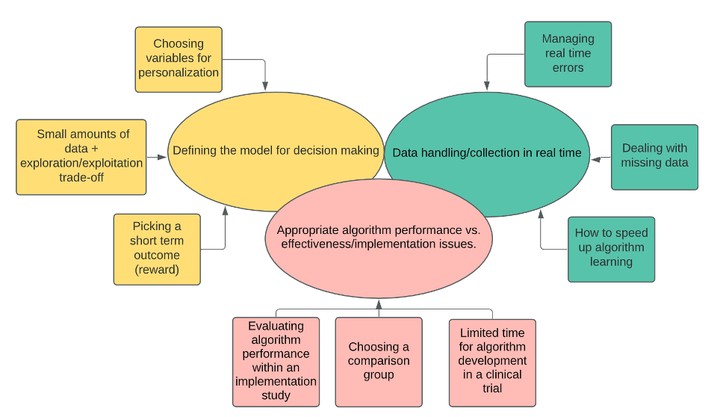 Choosing
variables for
personalization
Managing
real time
errors
Small amounts of
data +
exploration/exploitation
trade-off
Defining the model for decision making
Data handling/collection in real time
Dealing with
missing data
Picking a
short term
outcome
(reward)
Appropriate algorithm performance vs.
effectiveness/implementation issues.
How to speed
up algorithm
learning
Evaluating
algorithm
performance
within an
implementation
study
Choosing a
comparison
group
Limited time
for algorithm
development
in a clinical
trial